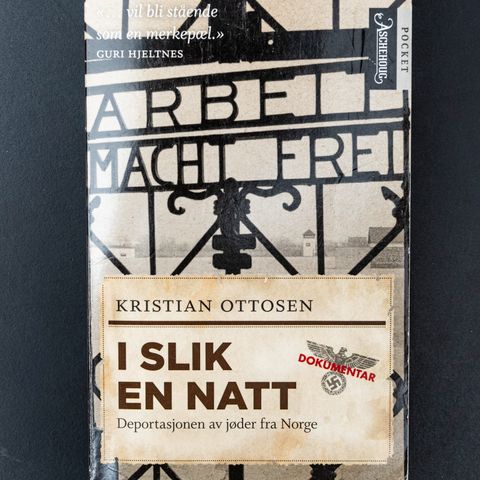 «… vil bli stående
som en merkepæl.»
GURI HJELTNES
POCKET
ASCHEHOUG
ARBEIT
MACHT FREI
KRISTIAN OTTOSEN
I SLIK
EN NATT
DOKUMENTAR
Deportasjonen av jøder fra Norge